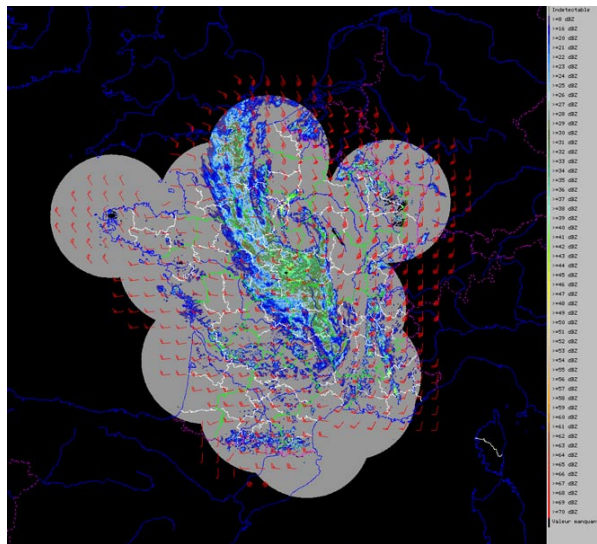 Indetectable
>=8 dBZ
>=16 dBZ
>=20 dBZ
>=21 dBZ
>=22 dBZ
>=23 dBZ
>=24 dBZ
>=25 dBZ
>=26 dBZ
>=27 dBZ
>=28 dBZ
>=29 dBZ
>=30 dBZ
>=31 dBZ
>=32 dBZ
>=33 dBZ
>=34 dBZ
>=35 dBZ
>=36 dBZ
>=37 dBZ
>=38 dBZ
>=39 dBZ
>=40 dBZ
>=41 dBZ
>=42 dBZ
>=43 dBZ
>=44 dBZ
>=45 dBZ
>=46 dBZ
>=47 dBZ
>=48 dBZ
>=49 dBZ
>=50 dBZ
>=51 dBZ
>=52 dBZ
>=53 dBZ
>=54 dBZ
>=55 dBZ
>=56 dBZ
>=57 dBZ
>=58 dBZ
>=59 dBZ
>=60 dBZ
>=61 dBZ
>=62 dBZ
>=63 dBZ
>=64 dBZ
>=65 dBZ
>=66 dBZ
>=67 dBZ
>=68 dBZ
>=69 dBZ
>=70 dBZ
Valeur manquan